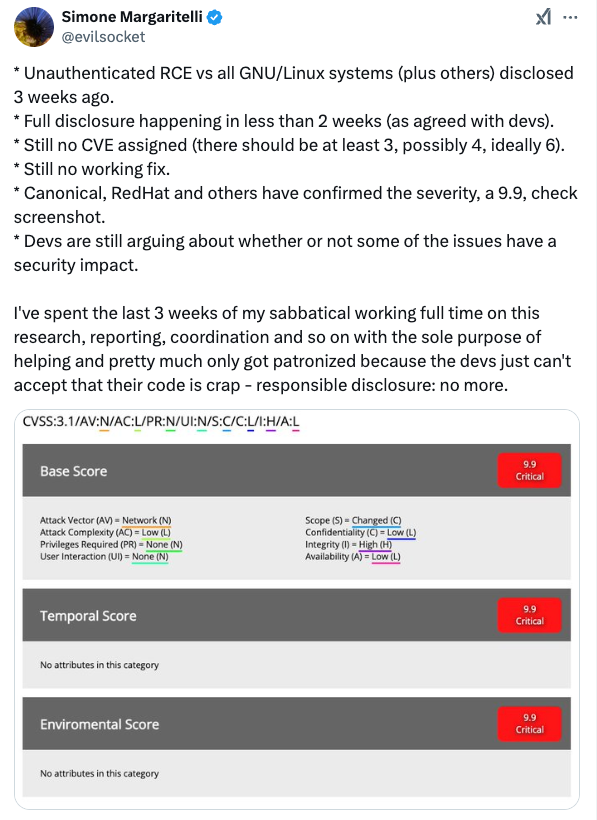 Simone Margaritelli
@evilsocket
* Unauthenticated RCE vs all GNU/Linux systems (plus others) disclosed
3 weeks ago.
* Full disclosure happening in less than 2 weeks (as agreed with devs).
* Still no CVE assigned (there should be at least 3, possibly 4, ideally 6).
* Still no working fix.
* Canonical, RedHat and others have confirmed the severity, a 9.9, check
screenshot.
* Devs are still arguing about whether or not some of the issues have a
security impact.
I've spent the last 3 weeks of my sabbatical working full time on this
research, reporting, coordination and so on with the sole purpose of
helping and pretty much only got patronized because the devs just can't
accept that their code is crap - responsible disclosure: no more.
CVSS:3.1/AV:N/AC:L/PR:N/UI:N/S:C/C:L/I:H/A:L
Base Score
9.9
Critical
Attack Vector (AV) = Network (N)
Attack Complexity (AC) = Low (L)
Privileges Required (PR) = None (N)
User Interaction (UI) = None (N)
Scope (S) = Changed (C)
Confidentiality (C) = Low (L)
Integrity (I) = High (H)
Availability (A) = Low (L)
Temporal Score
9.9
Critical
No attributes in this category
Enviromental Score
9.9
Critical
No attributes in this category